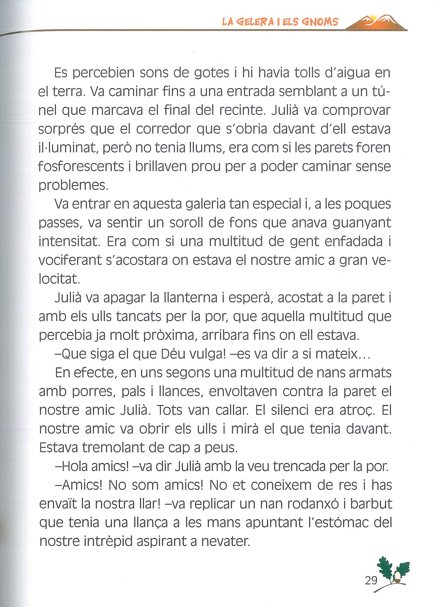 LA GELERA I ELS GNOMS
Es percebien sons de gotes i hi havia tolls d'aigua en
el terra. Va caminar fins a una entrada semblant a un tú-
nel que marcava el final del recinte. Julià va comprovar
sorprés que el corredor que s'obria davant d'ell estava
il·luminat, però no tenia llums, era com si les parets foren
fosforescents i brillaven prou per a poder caminar sense
problemes.
Va entrar en aquesta galeria tan especial i, a les poques
passes, va sentir un soroll de fons que anava guanyant
intensitat. Era com si una multitud de gent enfadada i
vociferant s'acostara on estava el nostre amic a gran ve-
locitat.
Julià va apagar la llanterna i esperà, acostat a la paret i
amb els ulls tancats per la por, que aquella multitud que
percebia ja molt pròxima, arribara fins on ell estava.
–Que siga el que Déu vulga! –es va dir a si mateix...
En efecte, en uns segons una multitud de nans armats
amb porres, pals i llances, envoltaven contra la paret el
nostre amic Julià. Tots van callar. El silenci era atroç. El
nostre amic va obrir els ulls i mirà el que tenia davant.
Estava tremolant de cap a peus.
–Hola amics! –va dir Julià amb la veu trencada per la por.
–Amics! No som amics! No et coneixem de res i has
envaït la nostra llar! –va replicar un nan rodanxó i barbut
que tenia una llança a les mans apuntant l'estómac del
nostre intrèpid aspirant a nevater.
29